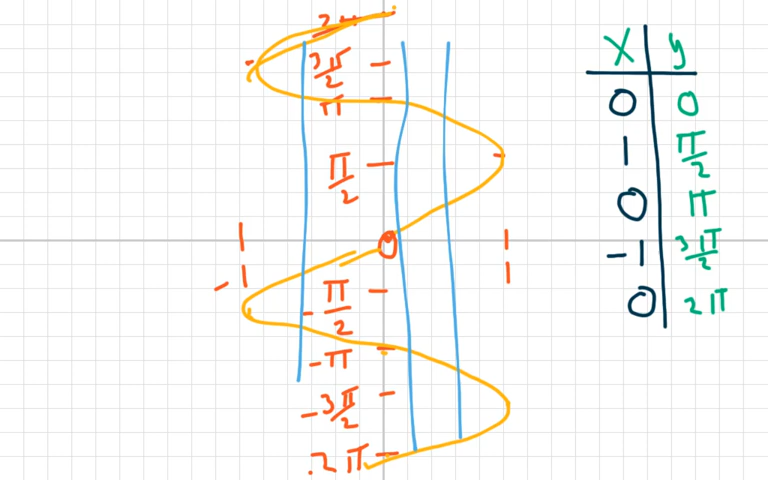 2π
3π/2
π
π/2
0
1
-1
1
-π/2
-π
-3π/2
-2π
X y
0 0
1 π/2
0 π
-1 3π/2
0 2π